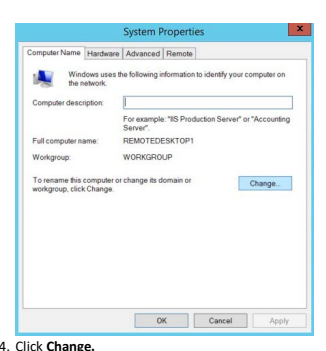 System Properties
x
Computer Name Hardware Advanced Remote
Windows uses the following information to identify your computer on
the network.
Computer description:
For example: "IIS Production Server" or "Accounting
Server".
Full computer name: REMOTEDESKTOP1
Workgroup: WORKGROUP
To rename this computer or change its domain or
workgroup, click Change.
Change...
OK Cancel Apply
4. Click Change.